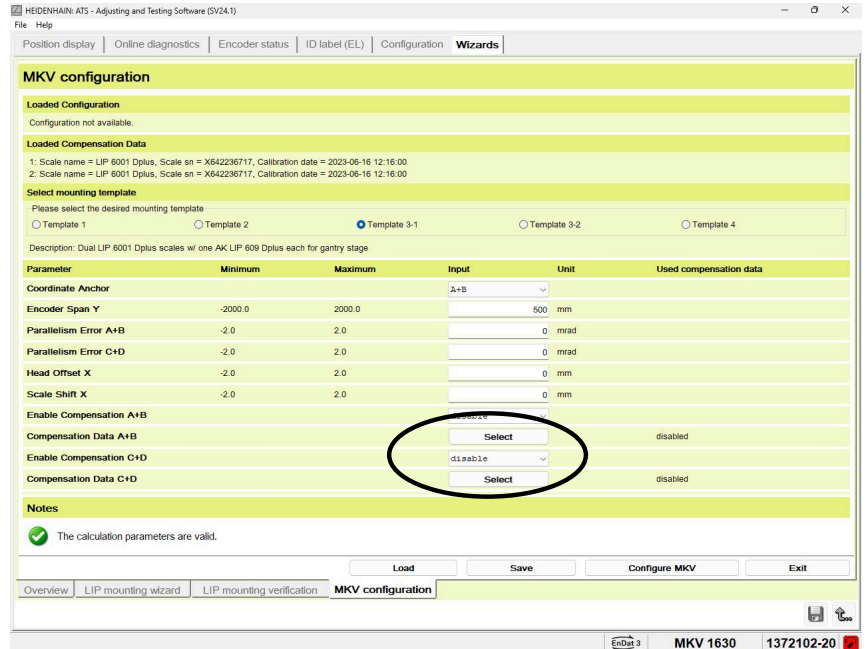 HEIDENHAIN: ATS - Adjusting and Testing Software (SV24.1)
File Help
Position display Online diagnostics Encoder status ID label (EL) Configuration Wizards
MKV configuration
Loaded Configuration
Configuration not available.
Loaded Compensation Data
1: Scale name = LIP 6001 Dplus, Scale sn = X642236717, Calibration date = 2023-06-16 12:16:00
2: Scale name = LIP 6001 Dplus, Scale sn = X642236717, Calibration date = 2023-06-16 12:16:00
Select mounting template
Please select the desired mounting template
Template 1 Template 2 Template 3-1 Template 3-2 Template 4
Description: Dual LIP 6001 Dplus scales w/ one AK LIP 609 Dplus each for gantry stage
Parameter Minimum Maximum Input Unit Used compensation data
Coordinate Anchor A+B
Encoder Span Y -2000.0 2000.0 500 mm
Parallelism Error A+B -2.0 2.0 0 mrad
Parallelism Error C+D -2.0 2.0 0 mrad
Head Offset X -2.0 2.0 0 mm
Scale Shift X -2.0 2.0 0 mm
Enable Compensation A+B disable
Compensation Data A+B Select disabled
Enable Compensation C+D disable
Compensation Data C+D Select disabled
Notes
The calculation parameters are valid.
Load Save Configure MKV Exit
Overview LIP mounting wizard LIP mounting verification MKV configuration
EnDat 3 MKV 1630 1372102-20